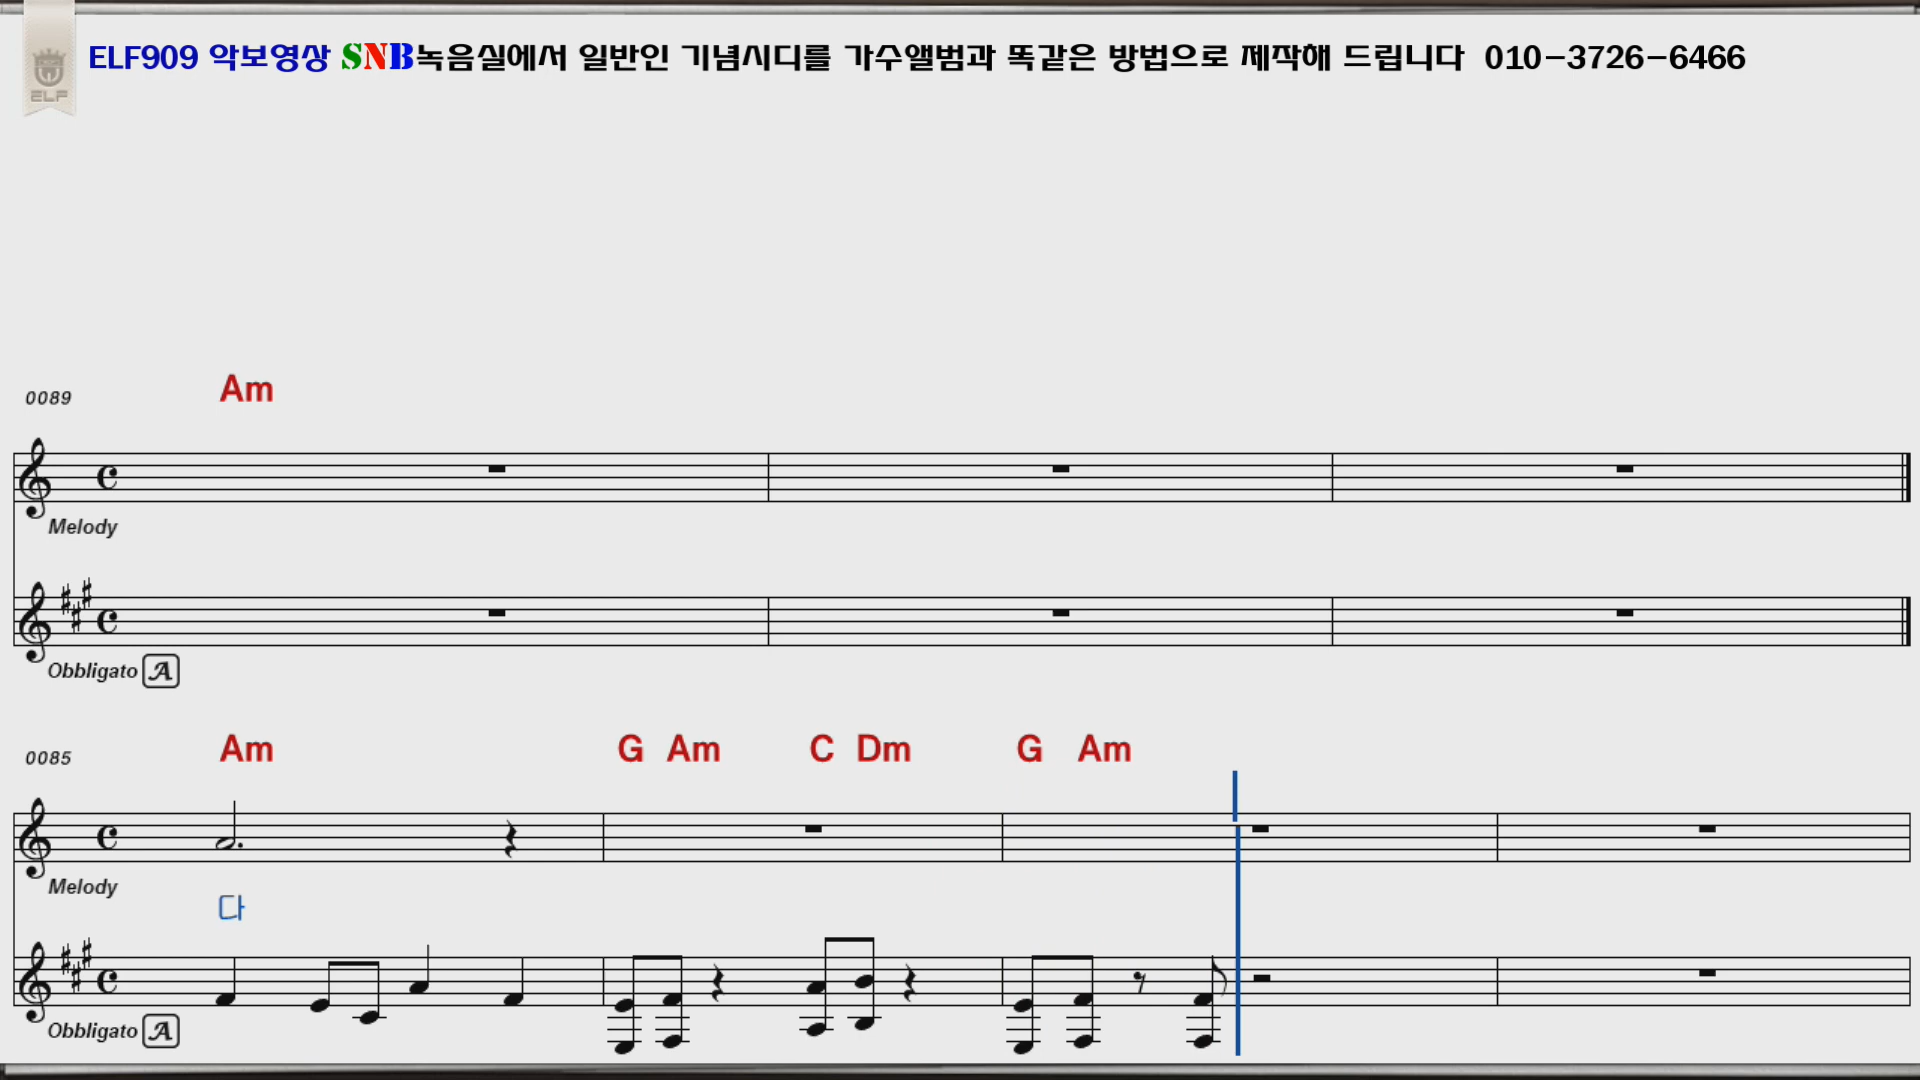 ELF909 악보영상 SNB녹음실에서 일반인 기념시디를 가수앨범과 똑같은 방법으로 제작해 드립니다 010-3726-6466
ELF
0089 Am
Melody
Obbligato A
0085 Am G Am C Dm G Am
Melody
다
Obbligato A